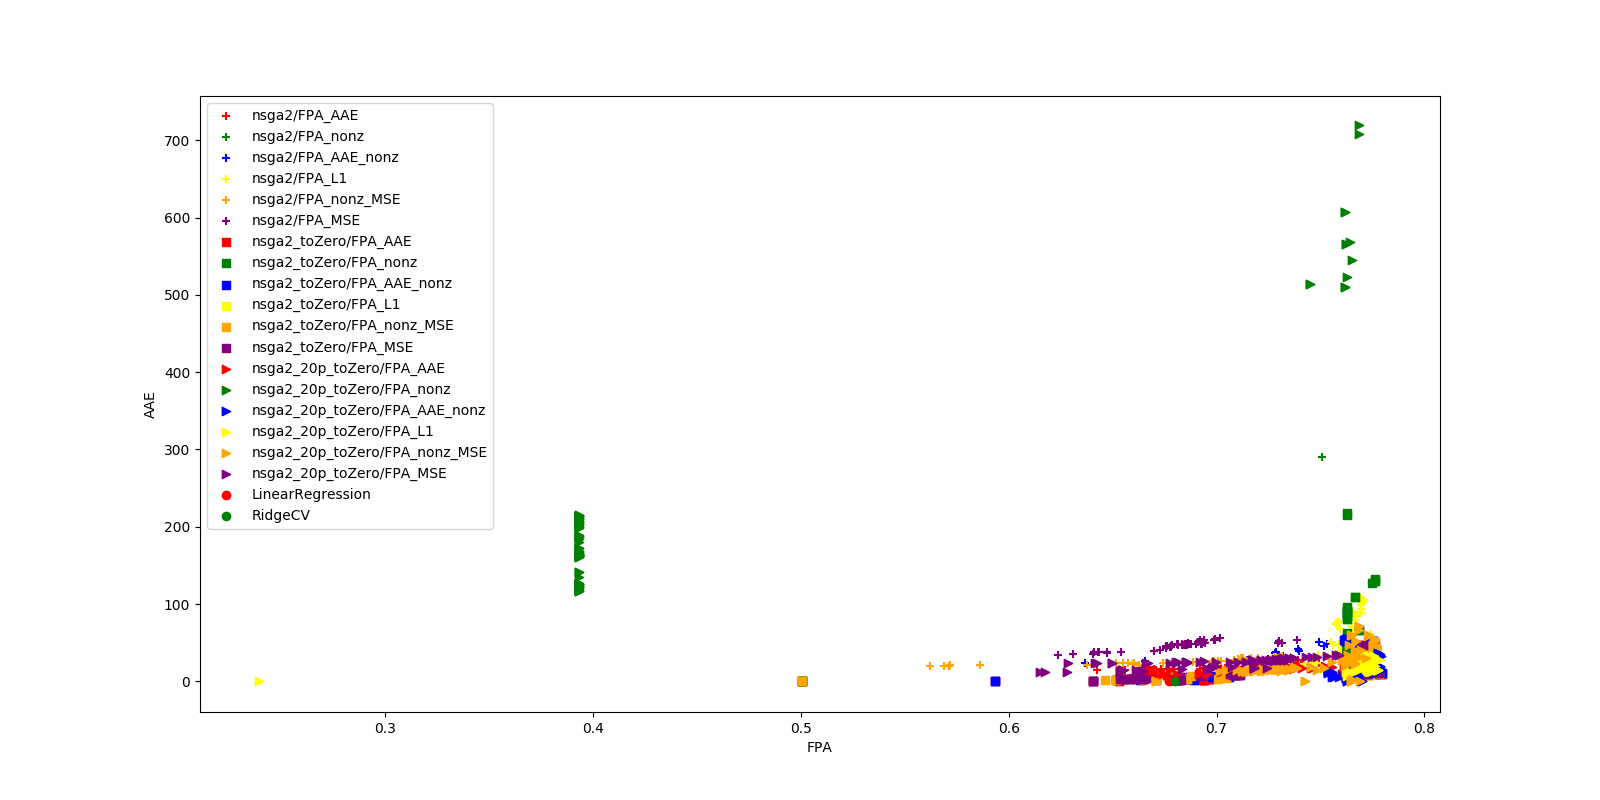 nsga2/FPA_AAE
nsga2/FPA_nonz
nsga2/FPA_AAE_nonz
nsga2/FPA_L1
nsga2/FPA_nonz_MSE
nsga2/FPA_MSE
nsga2_toZero/FPA_AAE
nsga2_toZero/FPA_nonz
nsga2_toZero/FPA_AAE_nonz
nsga2_toZero/FPA_L1
nsga2_toZero/FPA_nonz_MSE
nsga2_toZero/FPA_MSE
nsga2_20p_toZero/FPA_AAE
nsga2_20p_toZero/FPA_nonz
nsga2_20p_toZero/FPA_AAE_nonz
nsga2_20p_toZero/FPA_L1
nsga2_20p_toZero/FPA_nonz_MSE
nsga2_20p_toZero/FPA_MSE
LinearRegression
RidgeCV
AAE
700
600
500
400
300
200
100
0
0.3 0.4 0.5 0.6 0.7 0.8
FPA